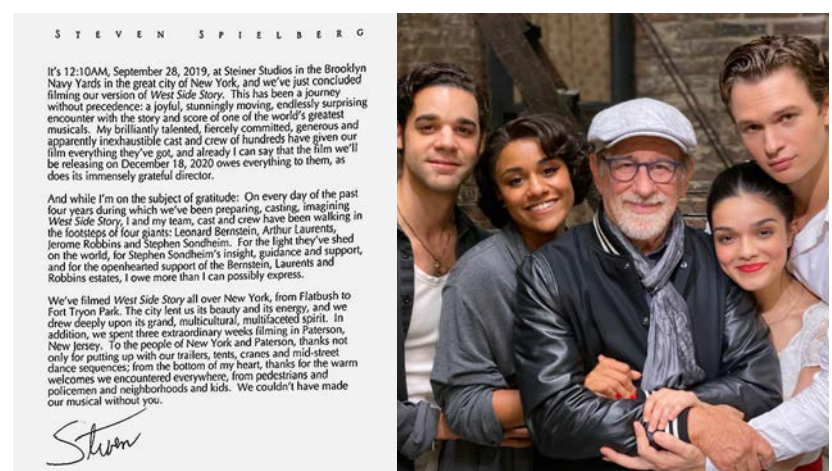 STEVEN SPIELBERG
It's 12:10AM, September 28, 2019, at Steiner Studios in the Brooklyn
Navy Yards in the great city of New York, and we've just concluded
filming our version of West Side Story. This has been a journey
without precedence: a joyful, stunningly moving, endlessly surprising
encounter with the story and score of one of the world's greatest
musicals. My brilliantly talented, fiercely committed, generous and
apparently inexhaustible cast and crew of hundreds have given our
film everything they've got, and already I can say that the film we'll
be releasing on December 18, 2020 owes everything to them, as
does its immensely grateful director.
And while I'm on the subject of gratitude: On every day of the past
four years during which we've been preparing, casting, imagining
West Side Story, I and my team, cast and crew have been walking in
the footsteps of four giants: Leonard Bernstein, Arthur Laurents,
Jerome Robbins and Stephen Sondheim. For the light they've shed
on the world, for Stephen Sondheim's insight, guidance and support,
and for the openhearted support of the Bernstein, Laurents and
Robbins estates, I owe more than I can possibly express.
We've filmed West Side Story all over New York, from Flatbush to
Fort Tryon Park. The city lent us its beauty and its energy, and we
drew deeply upon its grand, multicultural, multifaceted spirit. In
addition, we spent three extraordinary weeks filming in Paterson,
New Jersey. To the people of New York and Paterson, thanks not
only for putting up with our trailers, tents, cranes and mid-street
dance sequences; from the bottom of my heart, thanks for the warm
welcomes we encountered everywhere, from pedestrians and
policemen and neighborhoods and kids. We couldn't have made
our musical without you.
Steven